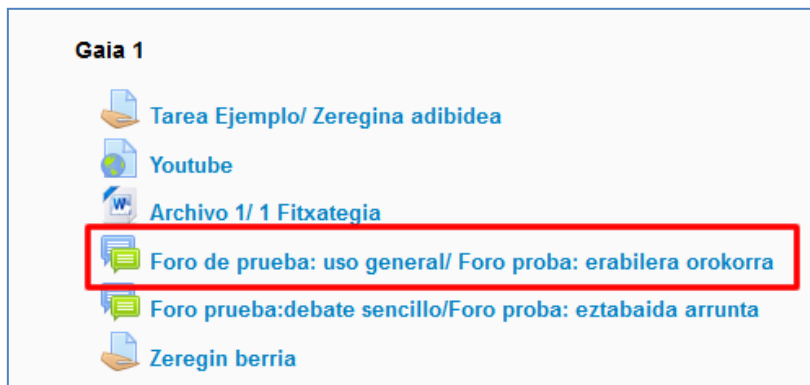 Gaia 1
Tarea Ejemplo/ Zeregina adibidea
Youtube
Archivo 1/ 1 Fitxategia
Foro de prueba: uso general/ Foro proba: erabilera orokorra
Foro prueba:debate sencillo/Foro proba: eztabaida arrunta
Zeregin berria